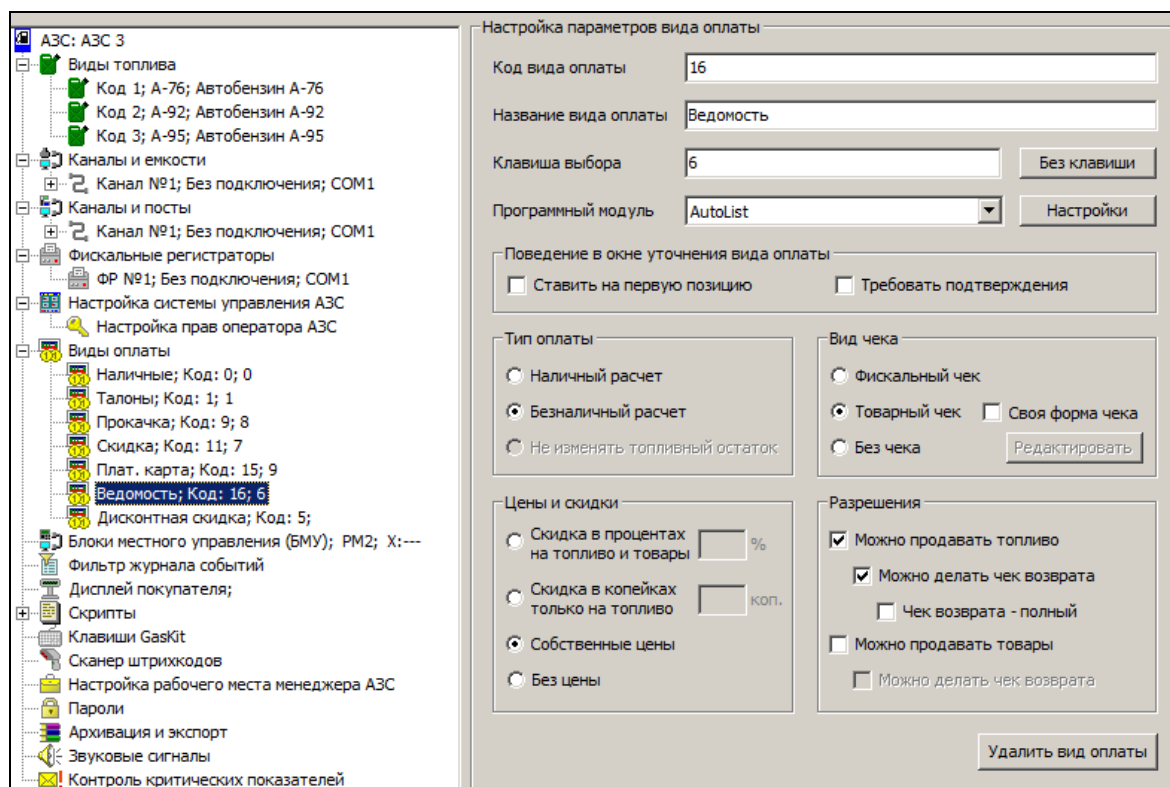 АЗС: АЗС 3
Виды топлива
Код 1; А-76; Автобензин А-76
Код 2; А-92; Автобензин А-92
Код 3; А-95; Автобензин А-95
Каналы и емкости
Канал №1; Без подключения; COM1
Каналы и посты
Канал №1; Без подключения; COM1
Фискальные регистраторы
ФР №1; Без подключения; COM1
Настройка системы управления АЗС
Настройка прав оператора АЗС
Виды оплаты
Наличные; Код: 0; 0
Талоны; Код: 1; 1
Прокачка; Код: 9; 8
Скидка; Код: 11; 7
Плат. карта; Код: 15; 9
Ведомость; Код: 16; 6
Дисконтная скидка; Код: 5;
Блоки местного управления (БМУ); РМ2; X:---
Фильтр журнала событий
Дисплей покупателя;
Скрипты
Клавиши GasKit
Сканер штрихкодов
Настройка рабочего места менеджера АЗС
Пароли
Архивация и экспорт
Звуковые сигналы
Контроль критических показателей
Настройка параметров вида оплаты
Код вида оплаты 16
Название вида оплаты Ведомость
Клавиша выбора 6 Без клавиши
Программный модуль AutoList Настройки
Поведение в окне уточнения вида оплаты
Ставить на первую позицию Требовать подтверждения
Тип оплаты
Наличный расчет
Безналичный расчет
Не изменять топливный остаток
Вид чека
Фискальный чек
Товарный чек Своя форма чека
Без чека Редактировать
Цены и скидки
Скидка в процентах
на топливо и товары %
Скидка в копейках
только на топливо коп.
Собственные цены
Без цены
Разрешения
Можно продавать топливо
Можно делать чек возврата
Чек возврата - полный
Можно продавать товары
Можно делать чек возврата
Удалить вид оплаты